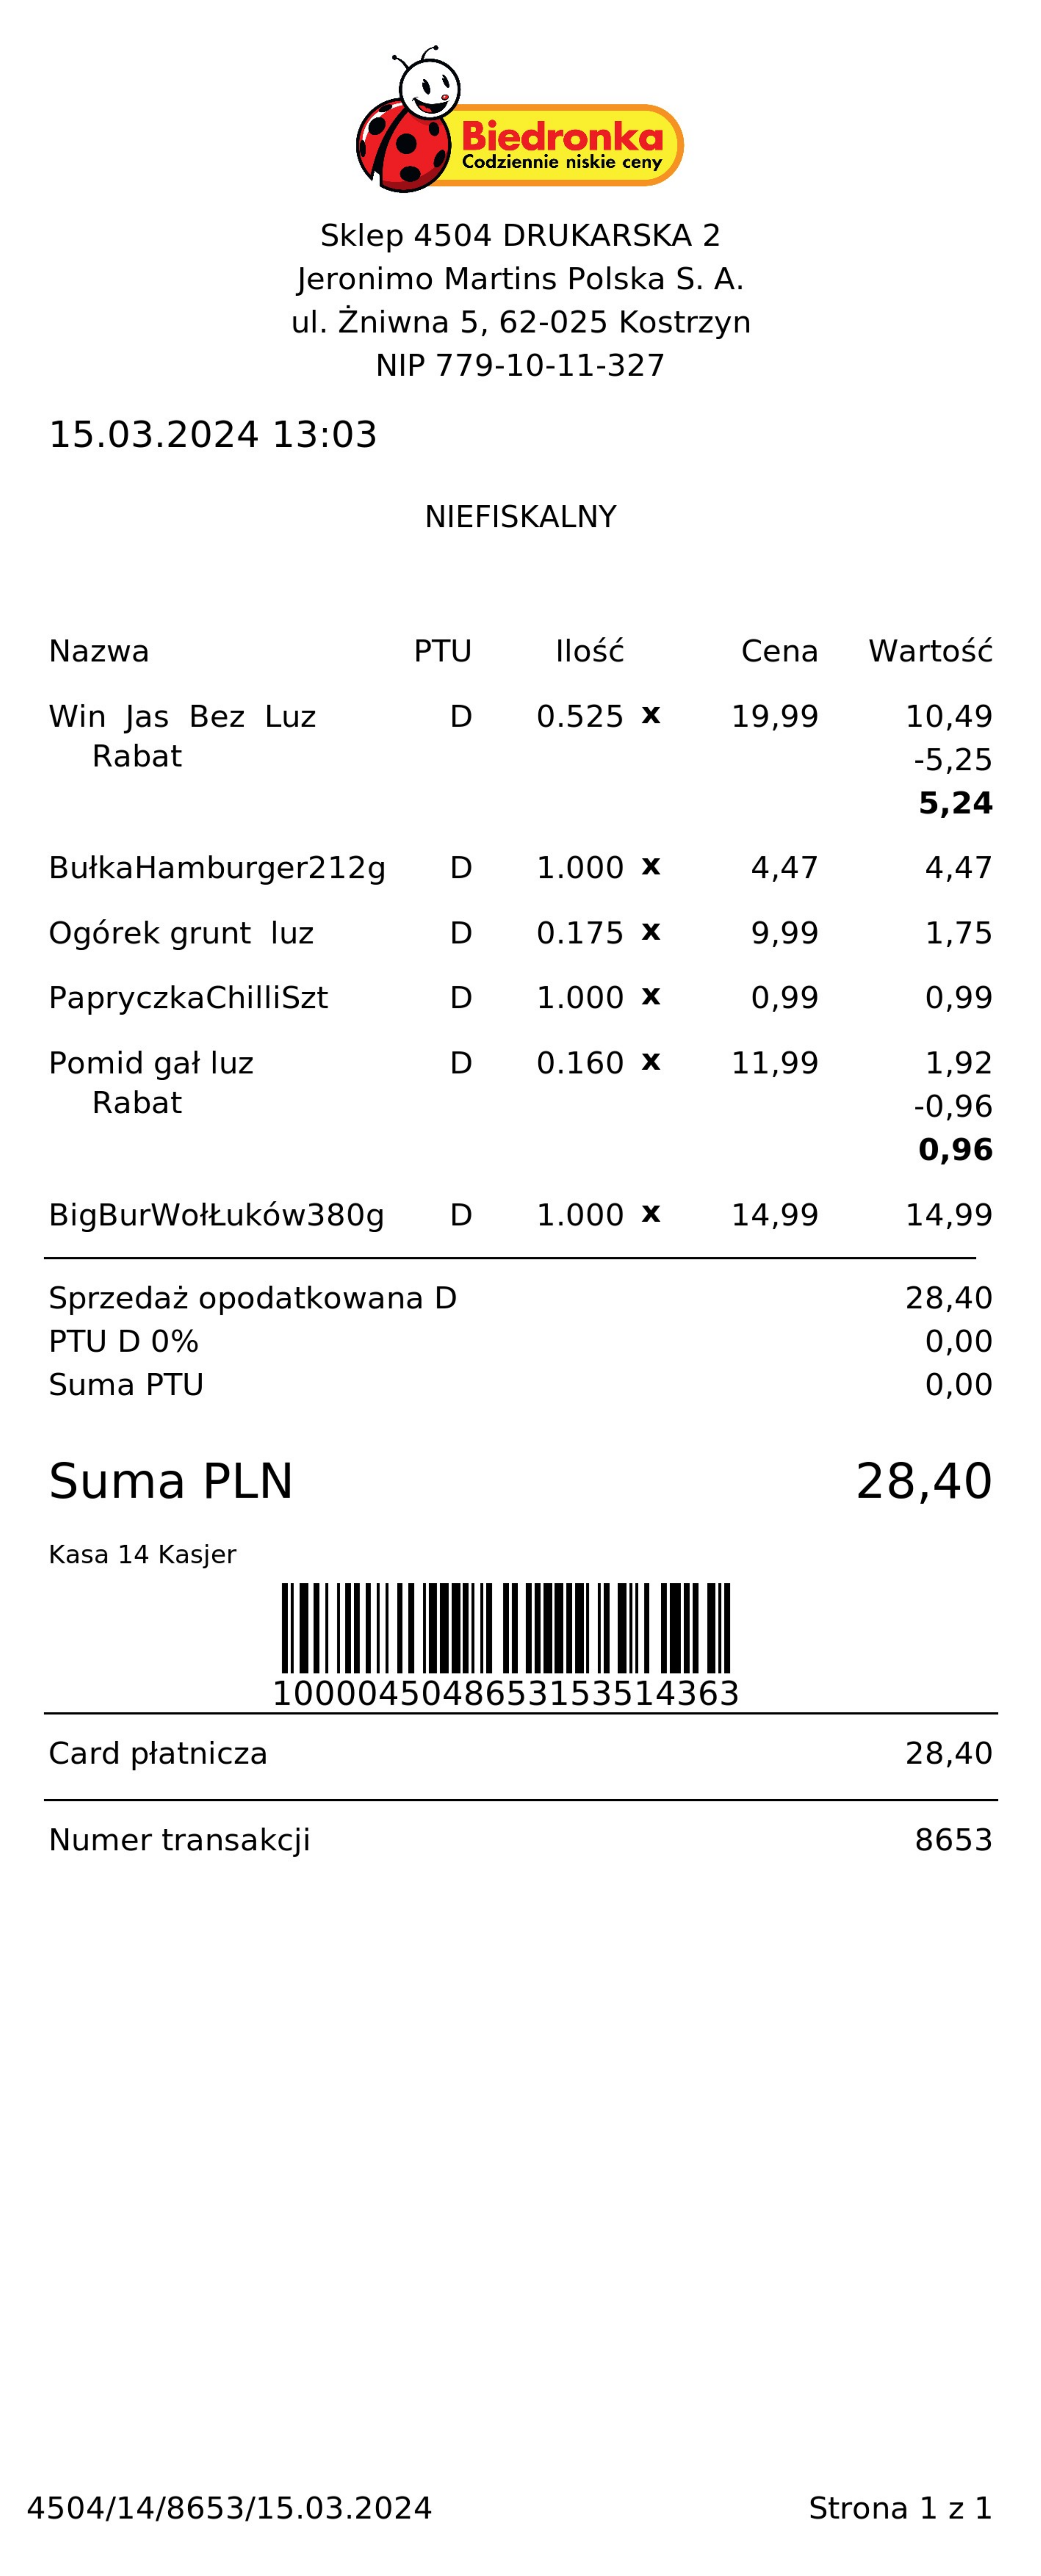 Biedronka
Codziennie niskie ceny
Sklep 4504 DRUKARSKA 2
Jeronimo Martins Polska S. A.
ul. Żniwna 5, 62-025 Kostrzyn
NIP 779-10-11-327
15.03.2024 13:03
NIEFISKALNY
Nazwa PTU Ilość Cena Wartość
Win Jas Bez Luz D 0.525 x 19,99 10,49
Rabat -5,25
5,24
BułkaHamburger212g D 1.000 x 4,47 4,47
Ogórek grunt luz D 0.175 x 9,99 1,75
PapryczkaChilliSzt D 1.000 x 0,99 0,99
Pomid gał luz D 0.160 x 11,99 1,92
Rabat -0,96
0,96
BigBurWołŁuków380g D 1.000 x 14,99 14,99
Sprzedaż opodatkowana D 28,40
PTU D 0% 0,00
Suma PTU 0,00
Suma PLN 28,40
Kasa 14 Kasjer
1000045048653153514363
Card płatnicza 28,40
Numer transakcji 8653
4504/14/8653/15.03.2024 Strona 1 z 1